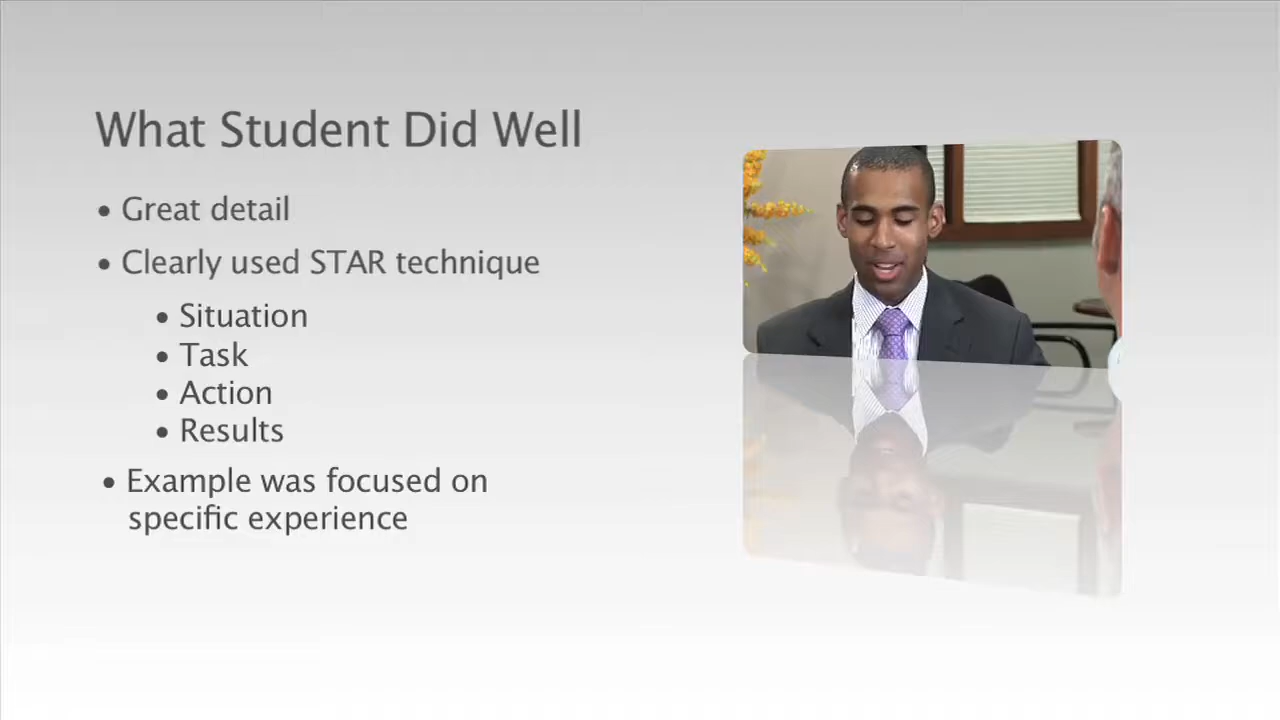 What Student Did Well
• Great detail
• Clearly used STAR technique
• Situation
• Task
• Action
• Results
• Example was focused on
specific experience